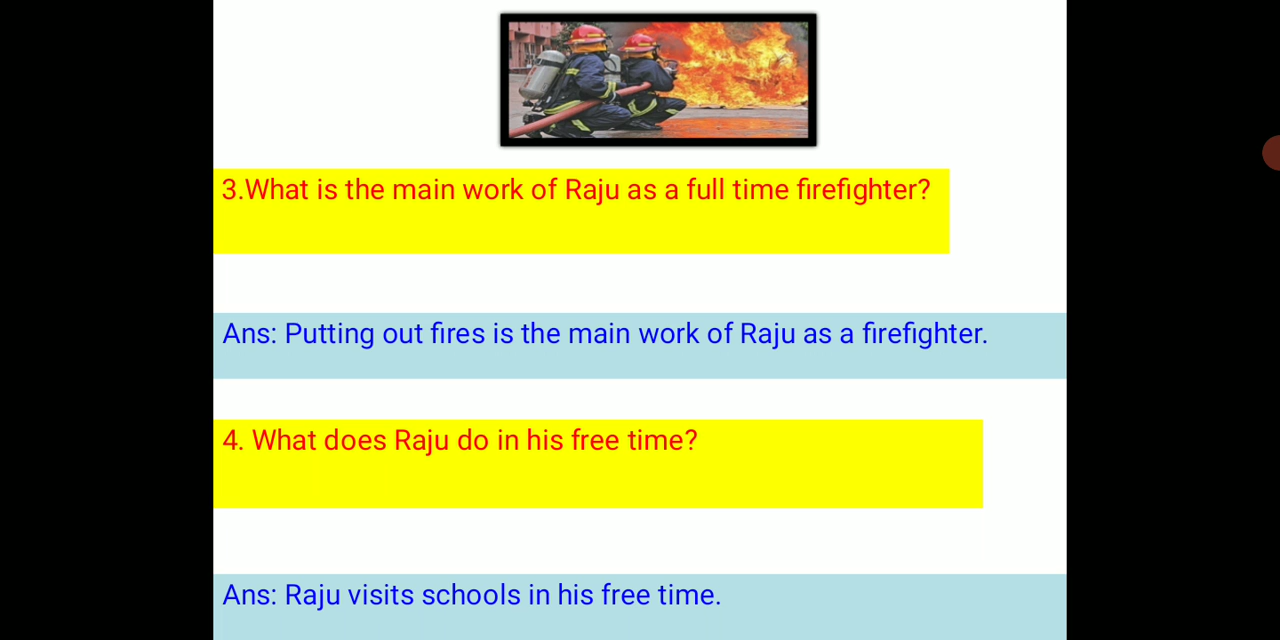 3.What is the main work of Raju as a full time firefighter?
Ans: Putting out fires is the main work of Raju as a firefighter.
4. What does Raju do in his free time?
Ans: Raju visits schools in his free time.